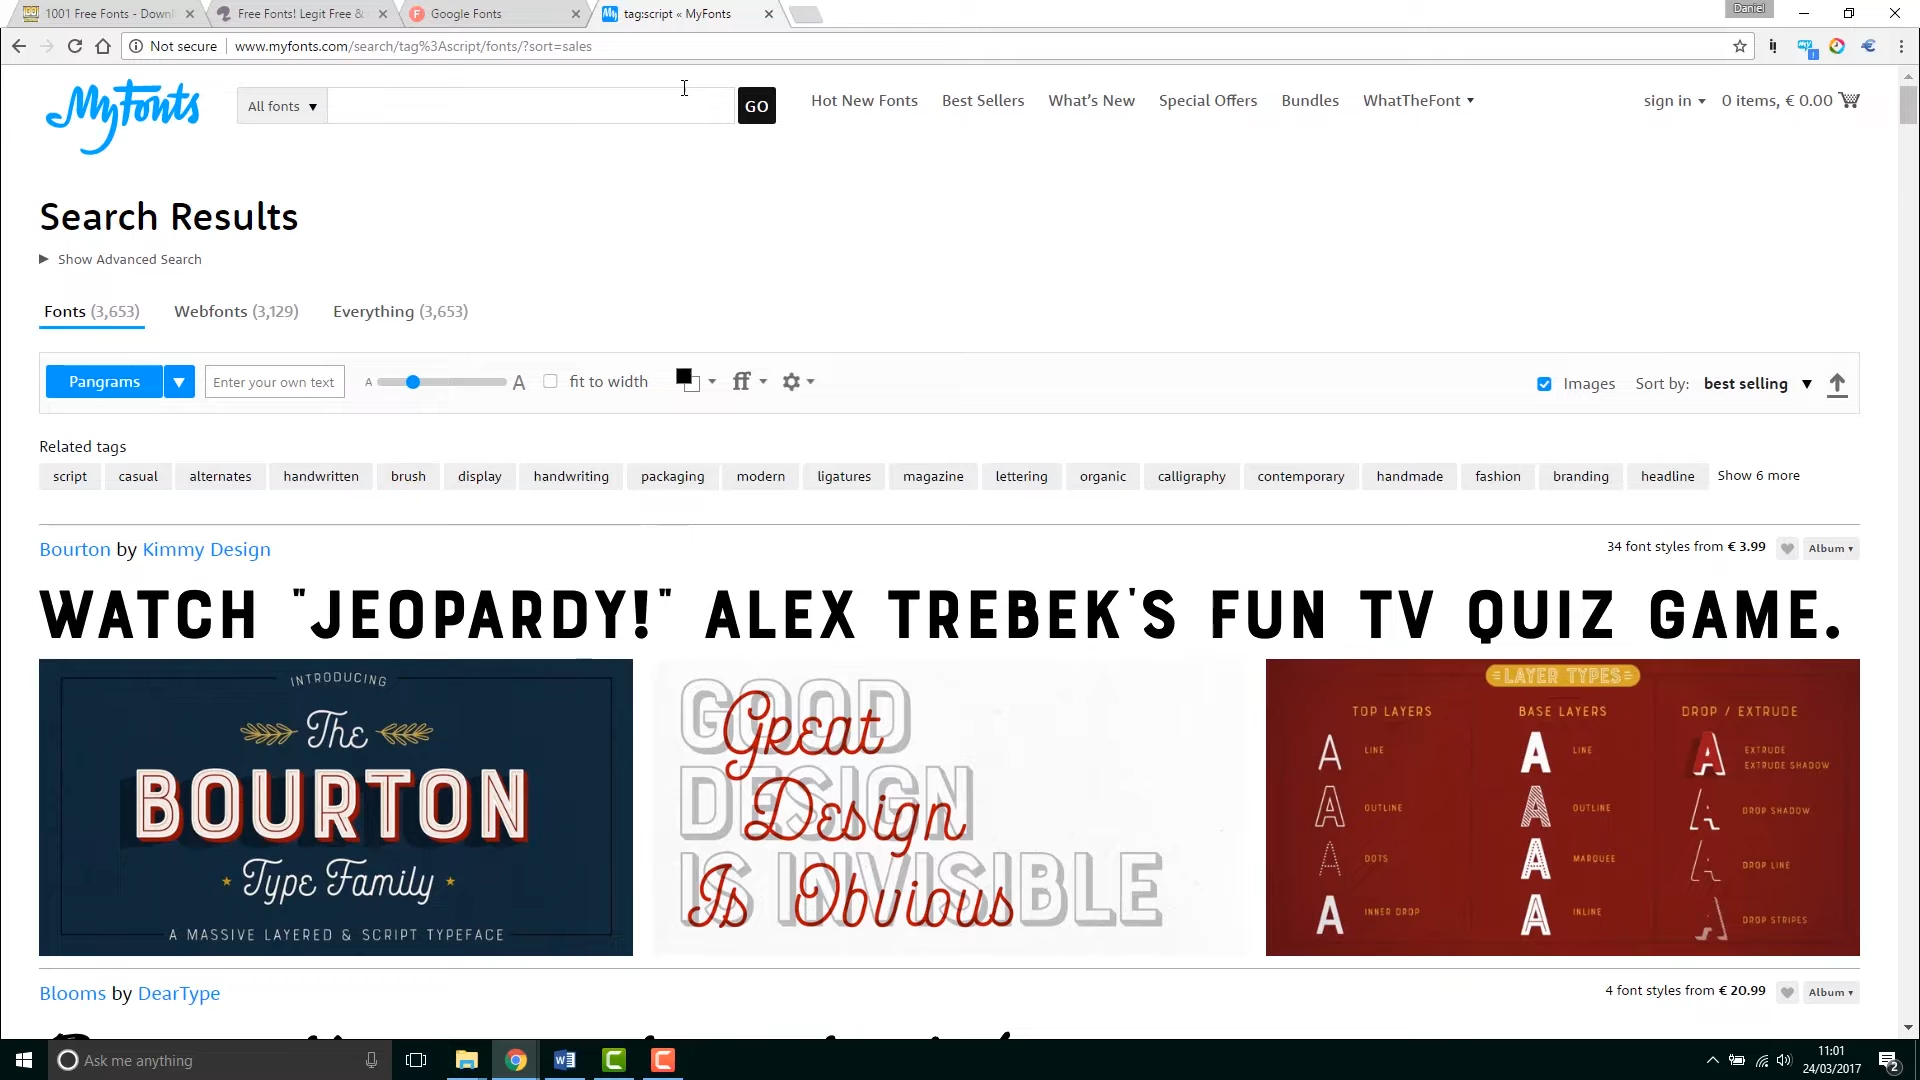 1001 Free Fonts - Downl
Free Fonts! Legit Free &
Google Fonts
tag:script « MyFonts
Daniel
Not secure
www.myfonts.com/search/tag%3Ascript/fonts/?sort=sales
MyFonts
All fonts
GO
Hot New Fonts
Best Sellers
What's New
Special Offers
Bundles
WhatTheFont
sign in
0 items, € 0.00
Search Results
Show Advanced Search
Fonts (3,653)
Webfonts (3,129)
Everything (3,653)
Pangrams
Enter your own text
A
A
fit to width
ff
Images
Sort by: best selling
Related tags
script
casual
alternates
handwritten
brush
display
handwriting
packaging
modern
ligatures
magazine
lettering
organic
calligraphy
contemporary
handmade
fashion
branding
headline
Show 6 more
Bourton by Kimmy Design
34 font styles from € 3.99
Album
WATCH "JEOPARDY!" ALEX TREBEK'S FUN TV QUIZ GAME.
INTRODUCING
The
BOURTON
Type Family
A MASSIVE LAYERED & SCRIPT TYPEFACE
GOOD
Great
DESIGN
Design
IS INVISIBLE
Is Obvious
LAYER TYPES
TOP LAYERS
BASE LAYERS
DROP / EXTRUDE
A LINE
A LINE
A EXTRUDE
EXTRUDE SHADOW
A OUTLINE
A OUTLINE
A DROP SHADOW
A DOTS
A MARQUEE
A DROP LINE
A INNER DROP
A INLINE
A DROP STRIPES
Blooms by DearType
4 font styles from € 20.99
Album
Ask me anything
11:01
24/03/2017
2